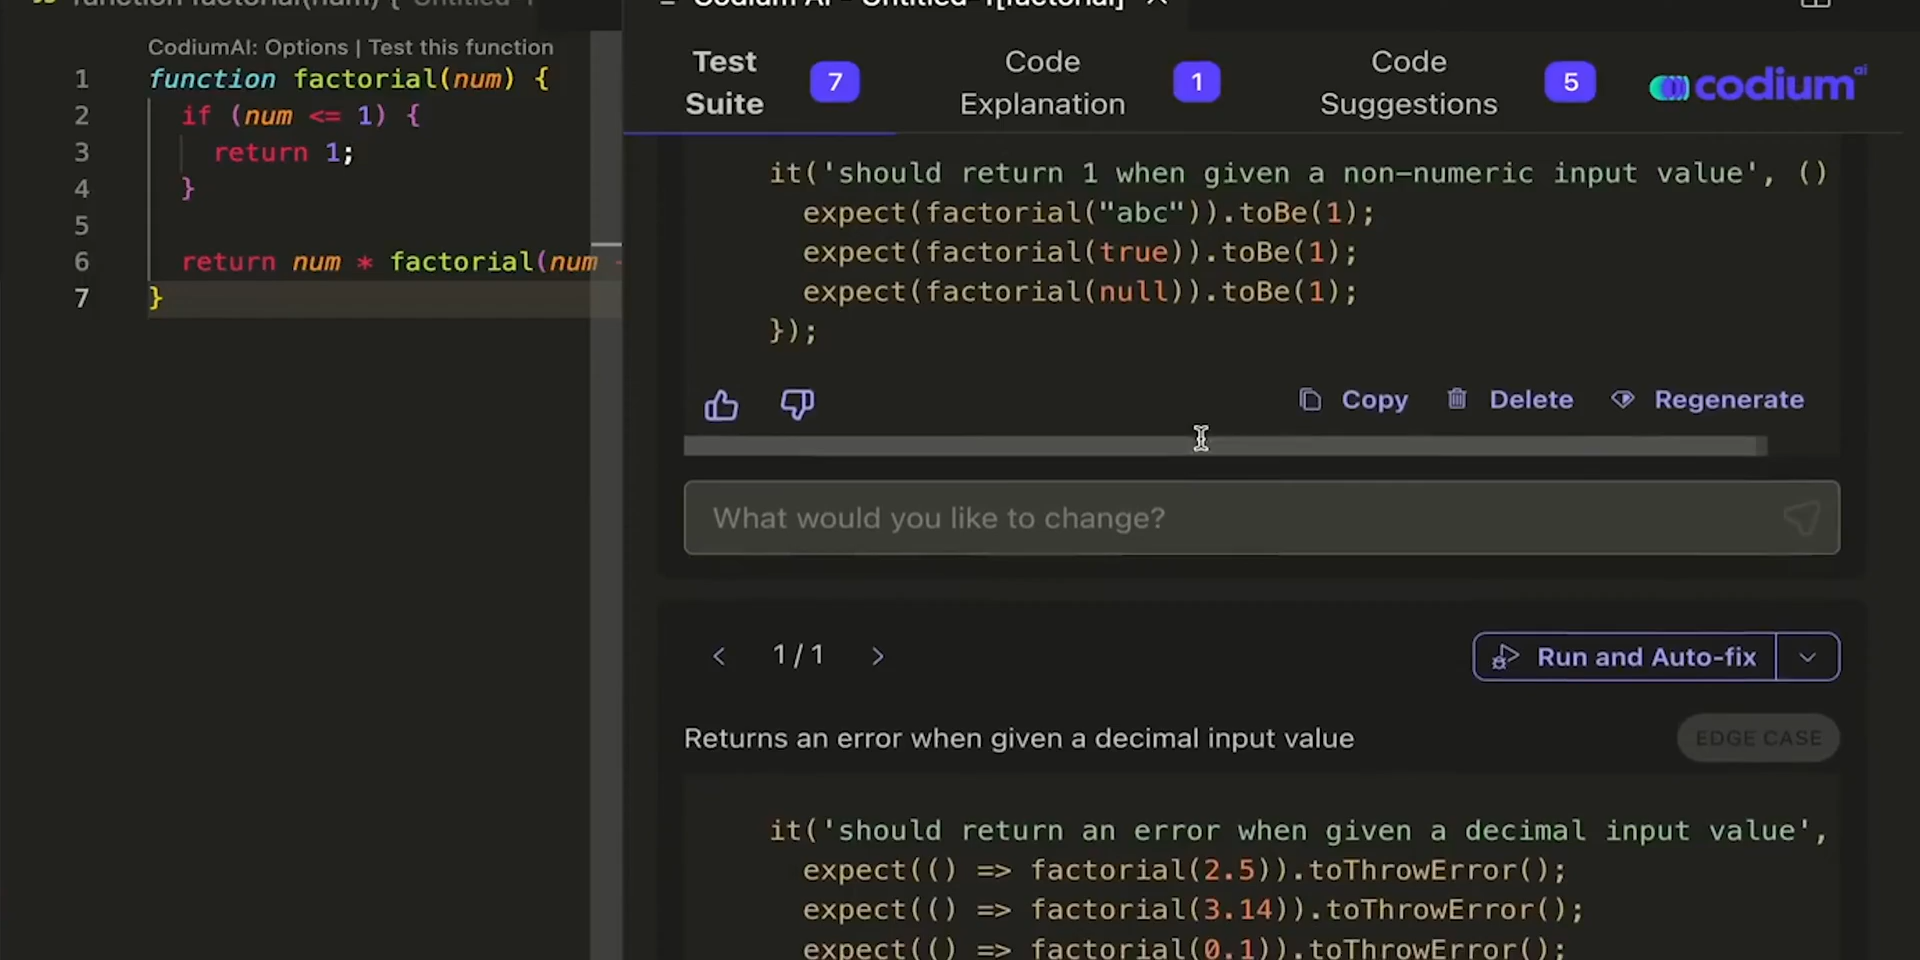 CodiumAI: Options | Test this function
1 function factorial(num) {
2 if (num <= 1) {
3 return 1;
4 }
5
6 return num * factorial(num
7 }
Test Suite 7
Code Explanation 1
Code Suggestions 5
codium ai
it('should return 1 when given a non-numeric input value', ()
expect(factorial("abc")).toBe(1);
expect(factorial(true)).toBe(1);
expect(factorial(null)).toBe(1);
});
Copy Delete Regenerate
What would you like to change?
< 1 / 1 > Run and Auto-fix
Returns an error when given a decimal input value EDGE CASE
it('should return an error when given a decimal input value',
expect(() => factorial(2.5)).toThrowError();
expect(() => factorial(3.14)).toThrowError();
expect(() => factorial(0.1)).toThrowError();